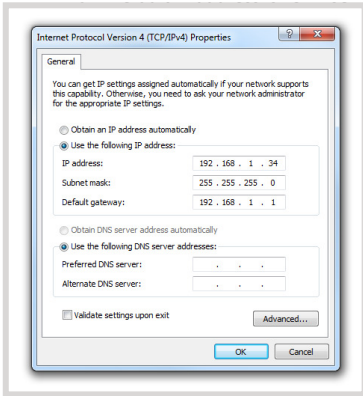 Internet Protocol Version 4 (TCP/IPv4) Properties
General
You can get IP settings assigned automatically if your network supports
this capability. Otherwise, you need to ask your network administrator
for the appropriate IP settings.
Obtain an IP address automatically
Use the following IP address:
IP address: 192 . 168 . 1 . 34
Subnet mask: 255 . 255 . 255 . 0
Default gateway: 192 . 168 . 1 . 1
Obtain DNS server address automatically
Use the following DNS server addresses:
Preferred DNS server: . . .
Alternate DNS server: . . .
Validate settings upon exit
Advanced...
OK Cancel